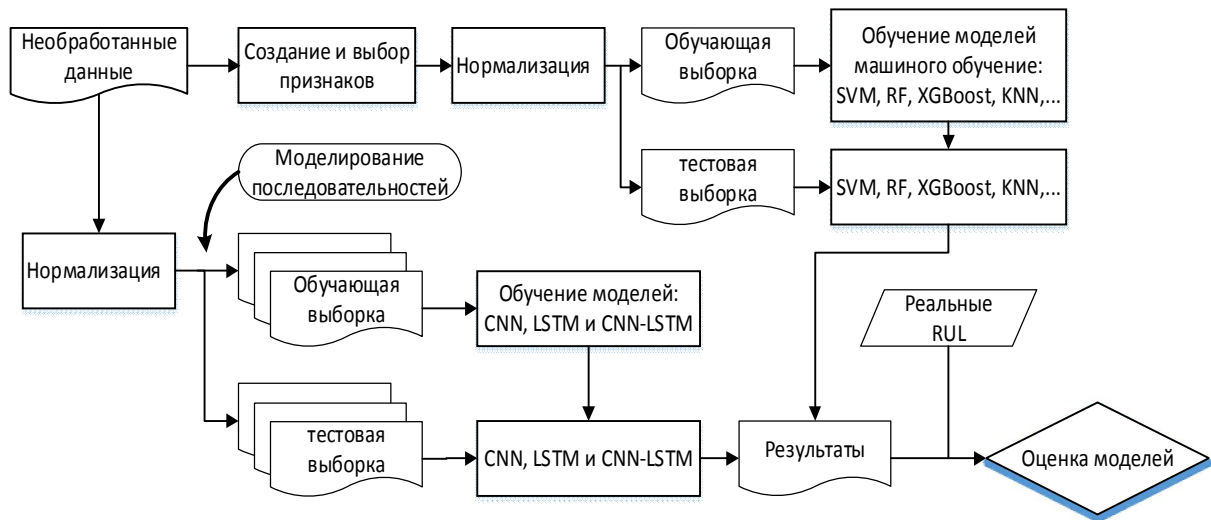 Необработанные
данные
Создание и выбор
признаков
Нормализация
Обучающая
выборка
Обучение моделей
машиного обучение:
SVM, RF, XGBoost, KNN,...
тестовая
выборка
SVM, RF, XGBoost, KNN,...
Моделирование
последовательностей
Нормализация
Обучающая
выборка
Обучение моделей:
CNN, LSTM и CNN-LSTM
Реальные
RUL
тестовая
выборка
CNN, LSTM и CNN-LSTM
Результаты
Оценка моделей